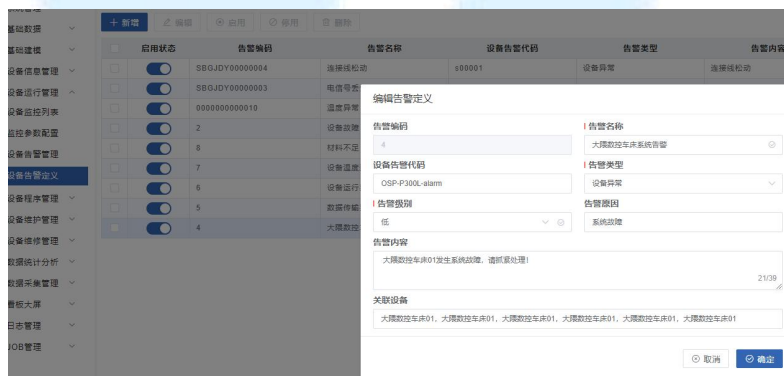 基础数据
基础建模
设备信息管理
设备运行管理
设备监控列表
监控参数配置
设备告警管理
设备告警定义
设备程序管理
设备维护管理
设备维修管理
数据统计分析
数据采集管理
看板大屏
日志管理
JOB管理
+ 新增 编辑 启用 停用 删除
启用状态 告警编码 告警名称 设备告警代码 告警类型 告警内容
SBGJDY00000004 连接线松动 s00001 设备异常 连接线松动
SBGJDY00000003 电信号丢
0000000000010 温度异常
2 设备故障
8 材料不足
7 设备温度
6 设备运行
5 数据传输
4 大隈数控
编辑告警定义
告警编码 告警名称
4 大隈数控车床系统告警
设备告警代码 告警类型
OSP-P300L-alarm 设备异常
告警级别 告警原因
低 系统故障
告警内容
大隈数控车床01发生系统故障，请抓紧处理！
21/39
关联设备
大隈数控车床01，大隈数控车床01，大隈数控车床01，大隈数控车床01，大隈数控车床01，大隈数控车床01
取消 确定